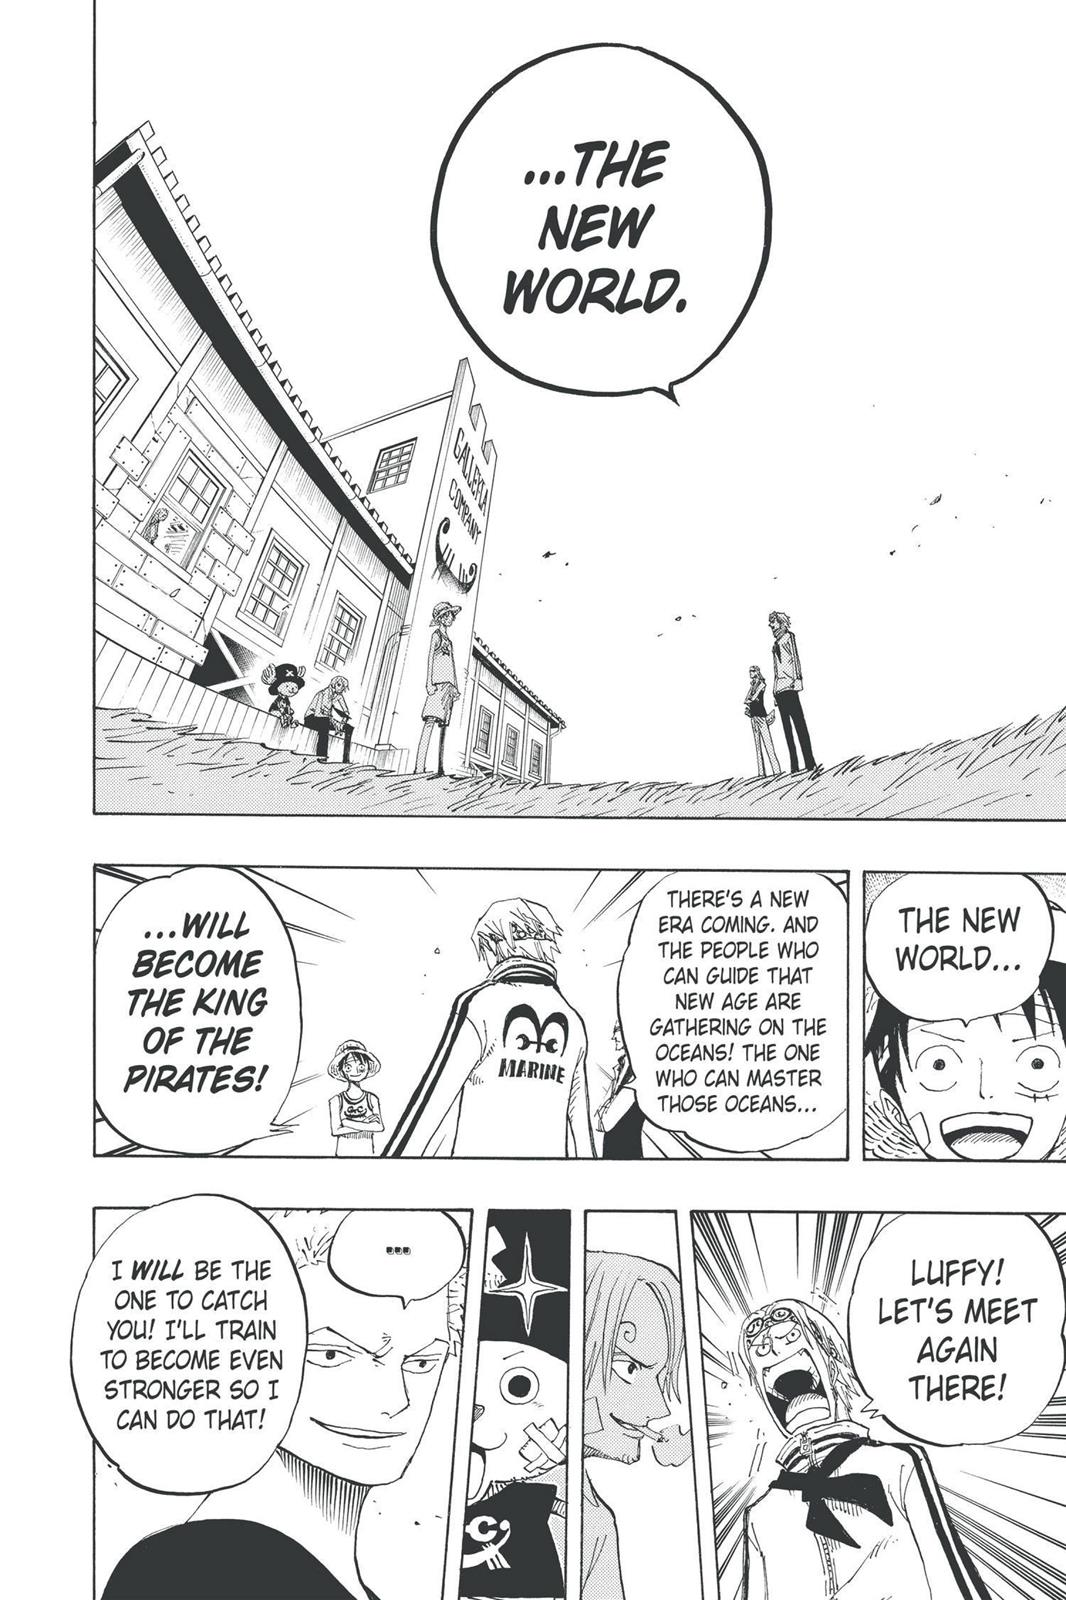 ...THE
NEW
WORLD.
GALLEY-LA
COMPANY
THE NEW
WORLD...
THERE'S A NEW
ERA COMING. AND
THE PEOPLE WHO
CAN GUIDE THAT
NEW AGE ARE
GATHERING ON THE
OCEANS! THE ONE
WHO CAN MASTER
THOSE OCEANS...
MARINE
...WILL
BECOME
THE KING
OF THE
PIRATES!
LUFFY!
LET'S MEET
AGAIN
THERE!
...
I WILL BE THE
ONE TO CATCH
YOU! I'LL TRAIN
TO BECOME EVEN
STRONGER SO I
CAN DO THAT!